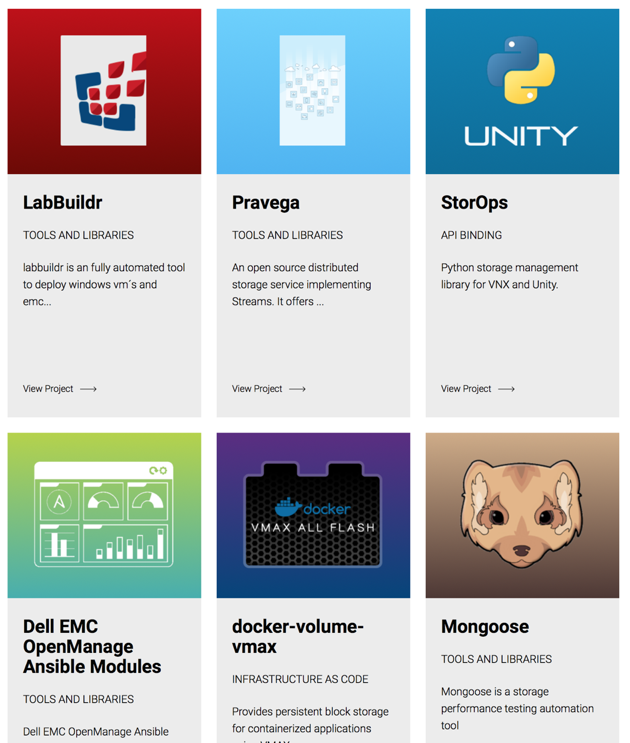 UNITY
LabBuildr
TOOLS AND LIBRARIES
labbuildr is an fully automated tool
to deploy windows vm´s and
emc...
View Project
Pravega
TOOLS AND LIBRARIES
An open source distributed
storage service implementing
Streams. It offers ...
View Project
StorOps
API BINDING
Python storage management
library for VNX and Unity.
View Project
docker
VMAX ALL FLASH
Dell EMC
OpenManage
Ansible Modules
TOOLS AND LIBRARIES
Dell EMC OpenManage Ansible
docker-volume-
vmax
INFRASTRUCTURE AS CODE
Provides persistent block storage
for containerized applications
Mongoose
TOOLS AND LIBRARIES
Mongoose is a storage
performance testing automation
tool